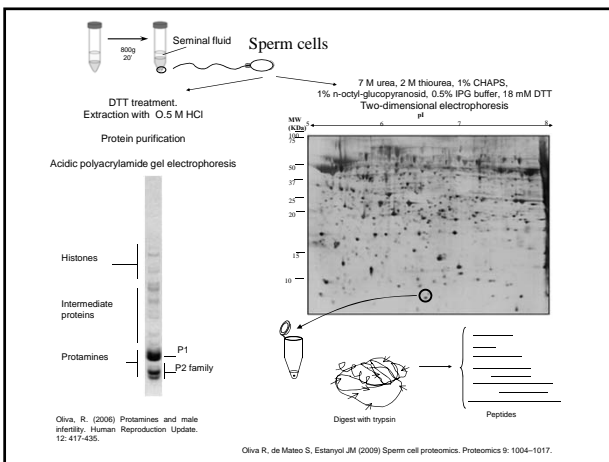 Seminal fluid
Sperm cells
800g
20'
DTT treatment.
Extraction with O.5 M HCl
Protein purification
Acidic polyacrylamide gel electrophoresis
7 M urea, 2 M thiourea, 1% CHAPS,
1% n-octyl-glucopyranosid, 0.5% IPG buffer, 18 mM DTT
Two-dimensional electrophoresis
pI
MW
(KDa)
5 6 7 8
100
75
50
37
25
20
15
10
Histones
Intermediate
proteins
Protamines
P1
P2 family
Digest with trypsin
Peptides
Oliva, R. (2006) Protamines and male
infertility. Human Reproduction Update.
12: 417-435.
Oliva R, de Mateo S, Estanyol JM (2009) Sperm cell proteomics. Proteomics 9: 1004–1017.